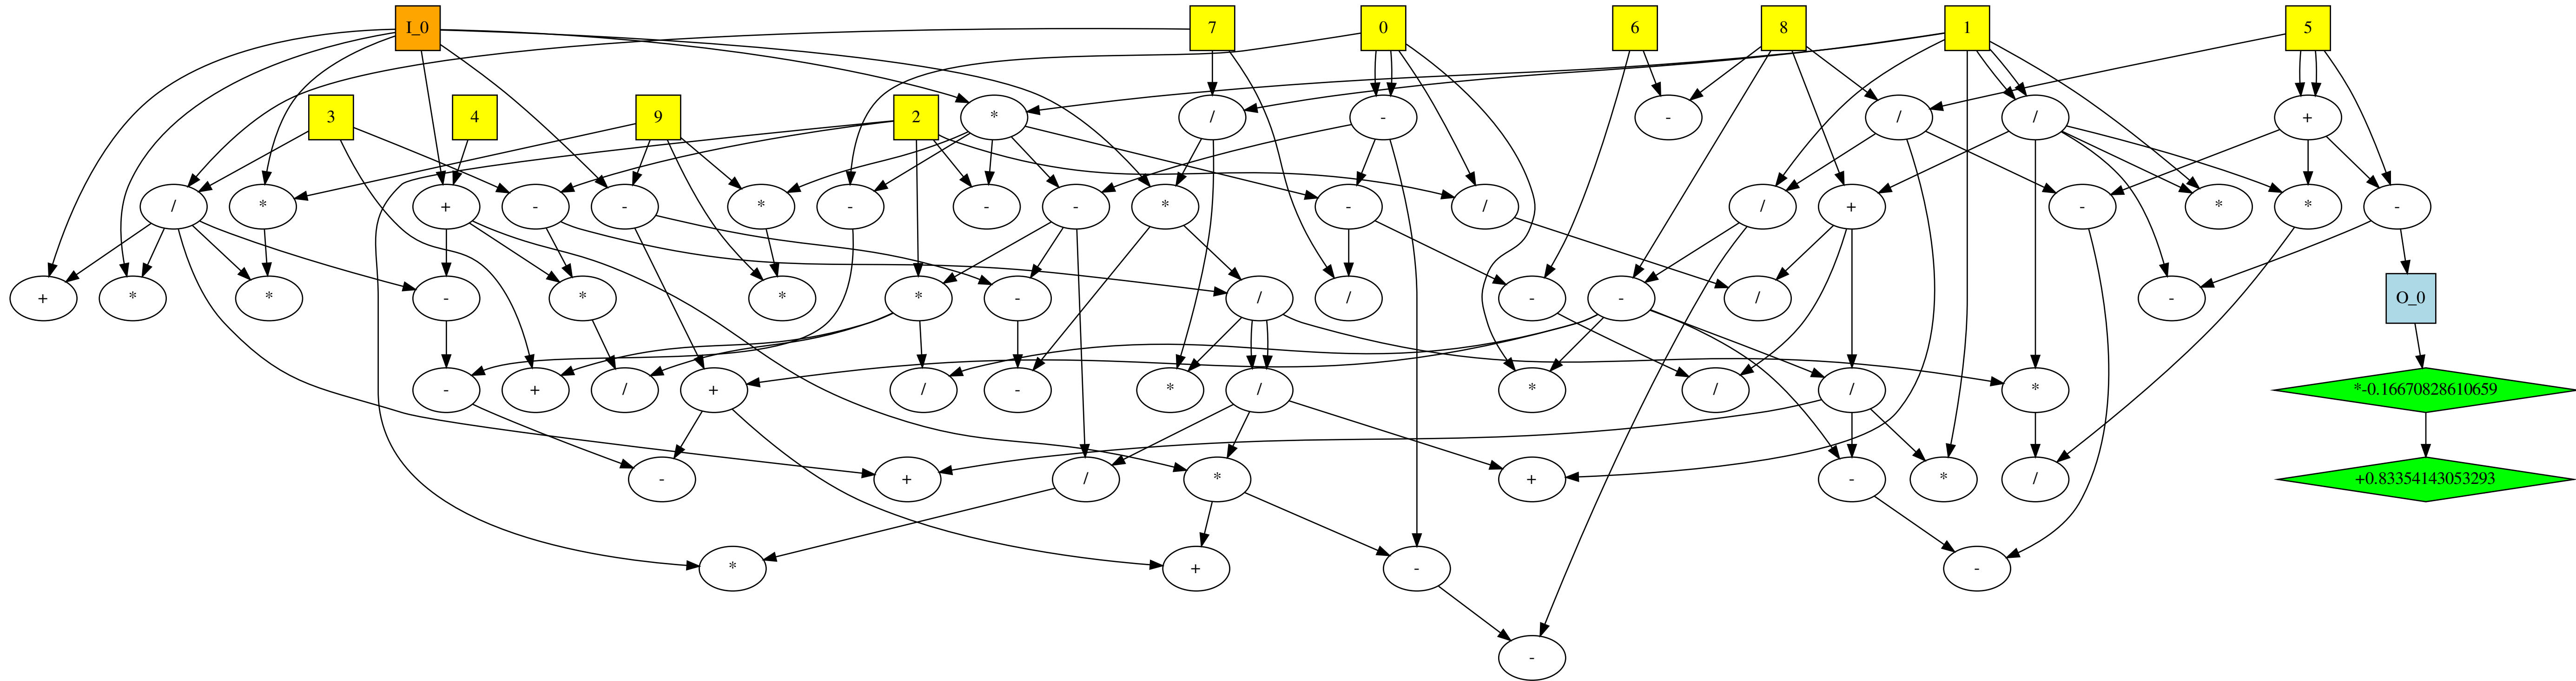 I_0 7 0 6 8 1 5
3 4 9 2 * / - - / / +
/ * + - - * - - - * - / / + - * * -
+ * * - * * * - / / - - / - O_0
- + / + / - * / * / / * *-0.16670828610659
- + / * + - * / +0.83354143053293
* + - -
-